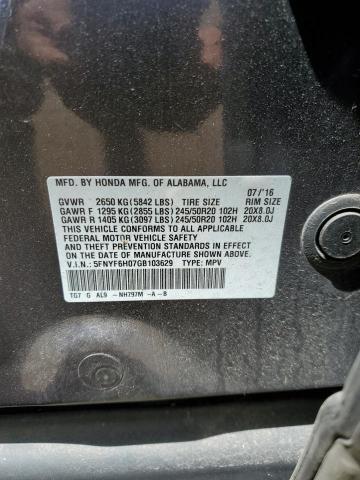 MFD. BY HONDA MFG. OF ALABAMA, LLC
07/'16
GVWR 2650 KG (5842 LBS) TIRE SIZE RIM SIZE
GAWR F 1295 KG (2855 LBS) 245/50R20 102H 20X8.0J
GAWR R 1405 KG (3097 LBS) 245/50R20 102H 20X8.0J
THIS VEHICLE CONFORMS TO ALL APPLICABLE
FEDERAL MOTOR VEHICLE SAFETY
AND THEFT PREVENTION STANDARDS IN EFFECT
ON THE DATE OF MANUFACTURE SHOWN ABOVE.
V.I.N.: 5FNYF6H07GB103629 TYPE: MPV
TG7 G AL9 -NH797M -A-B